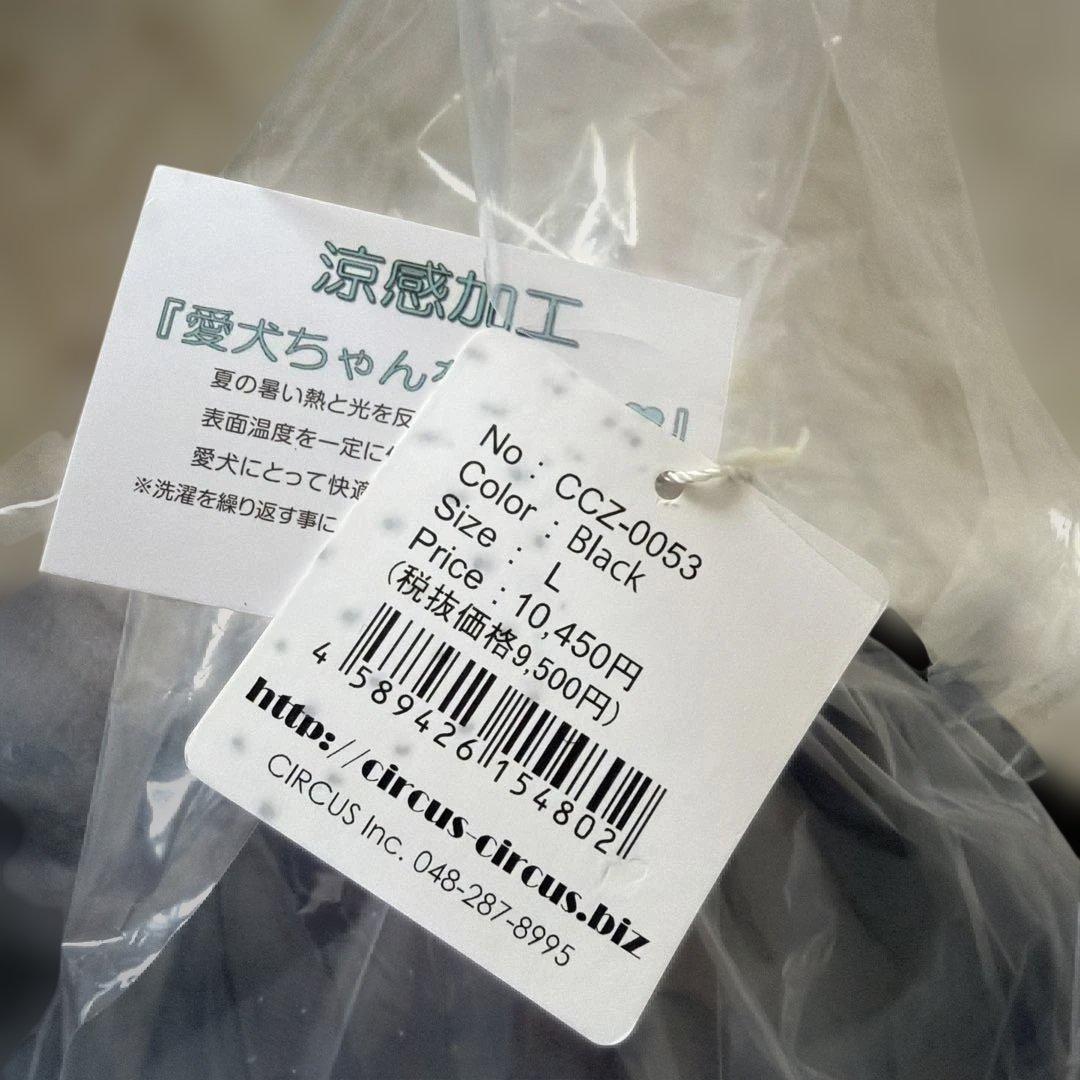 涼感加工
『愛犬ちゃん
夏の暑い熱と光を反
表面温度を一定に
愛犬にとって快適
※洗濯を繰り返す事に
No : CCZ-0053
Color : Black
Size : L
Price : 10,450円
(税抜価格9,500円)
4 589426 154802
http://circus-circus.biz
CIRCUS Inc. 048-287-8995